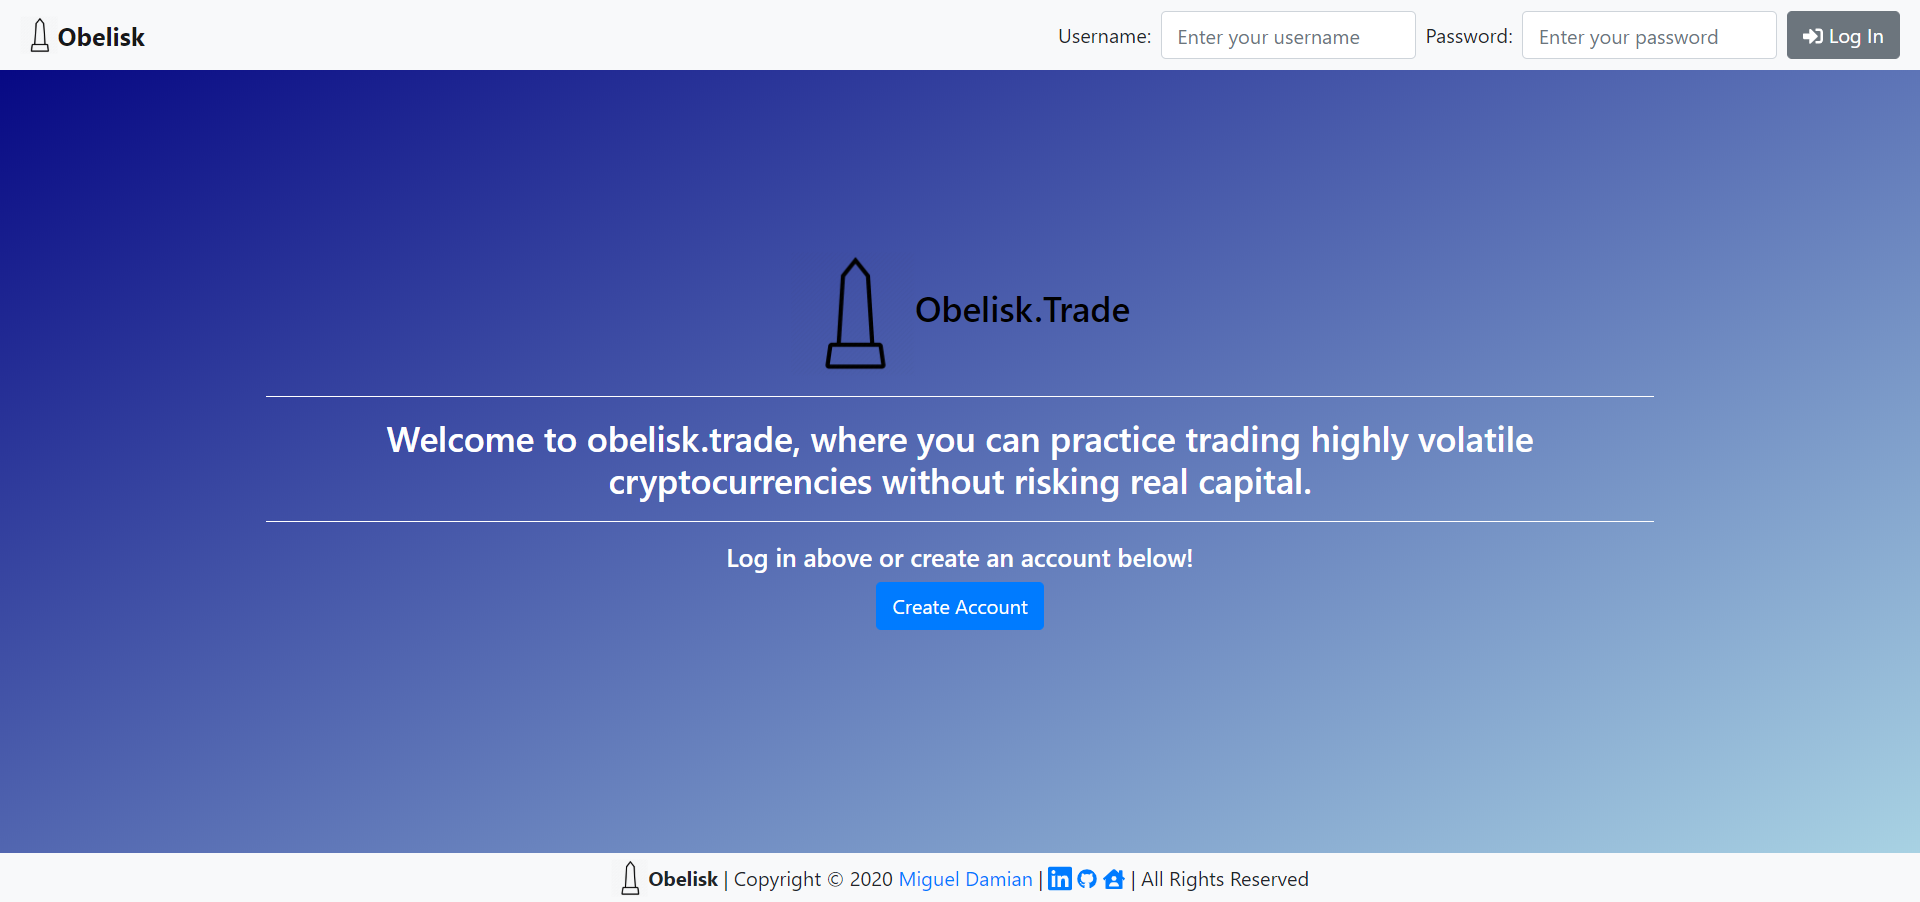 Obelisk Username: Enter your username Password: Enter your password Log In
Obelisk.Trade
Welcome to obelisk.trade, where you can practice trading highly volatile
cryptocurrencies without risking real capital.
Log in above or create an account below!
Create Account
Obelisk | Copyright © 2020 Miguel Damian | in | All Rights Reserved